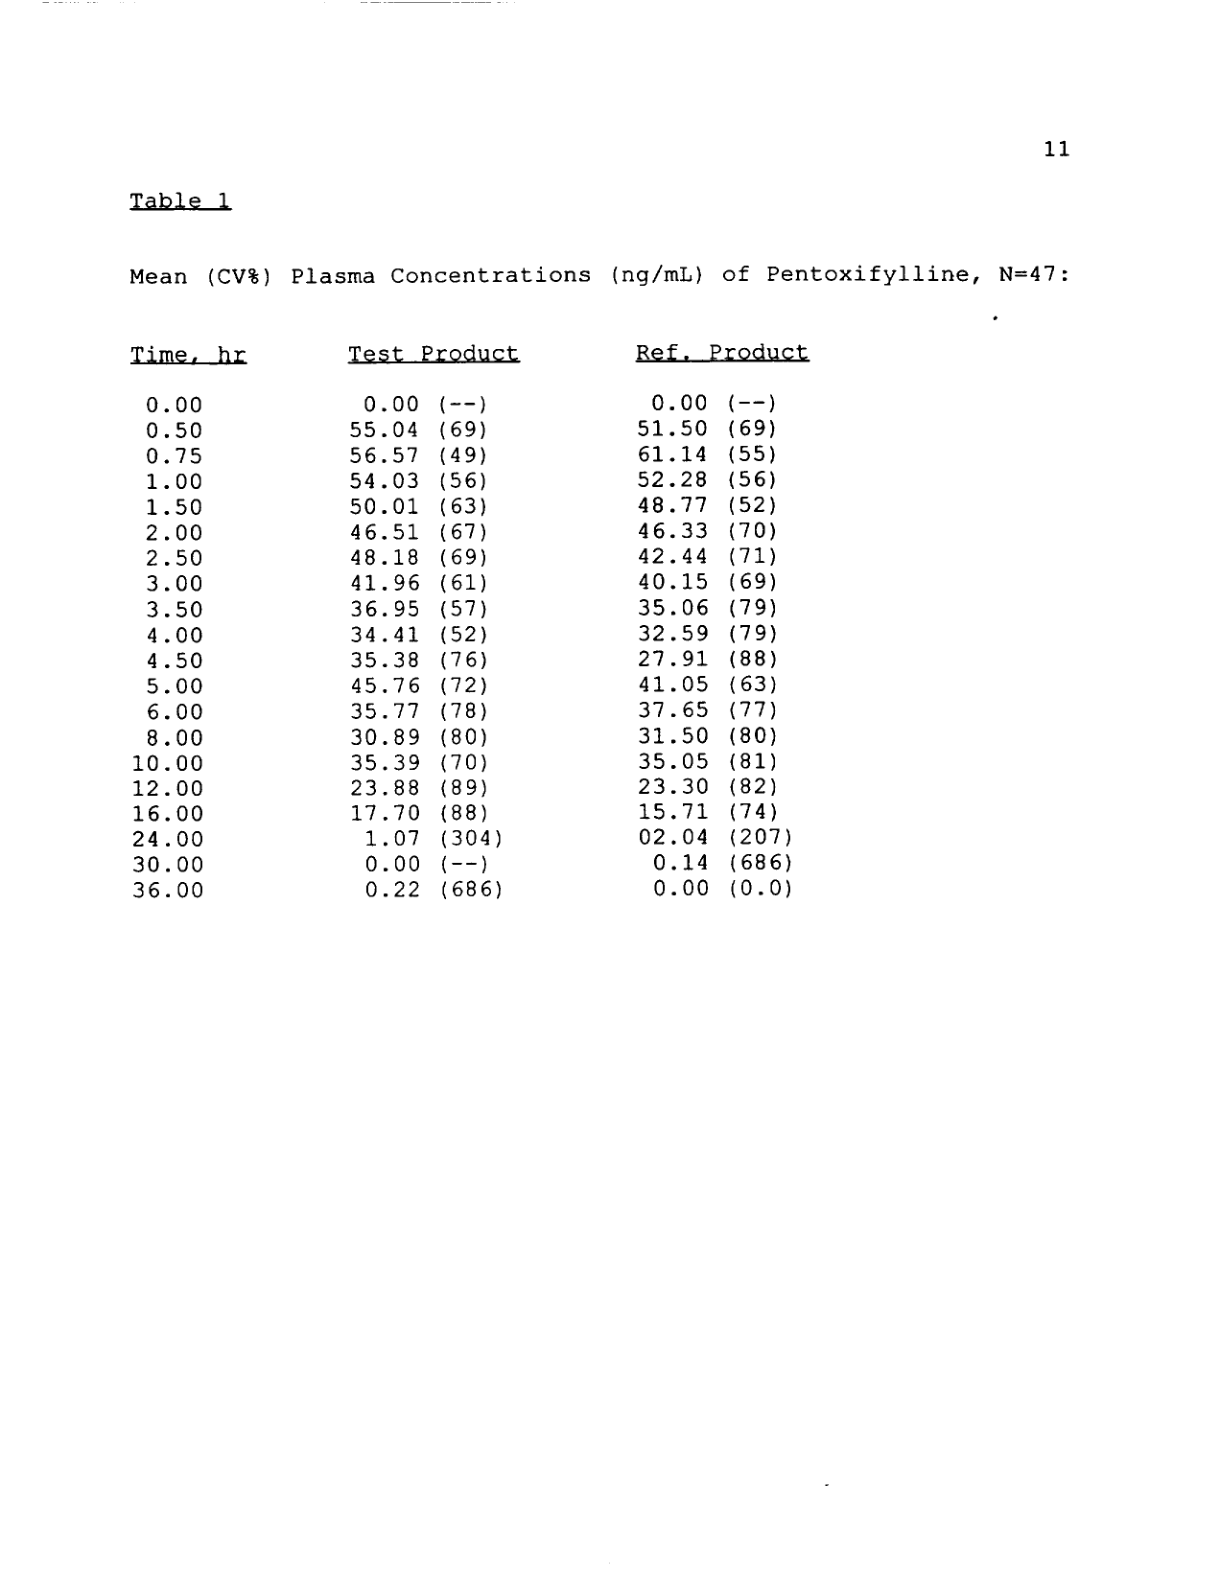 11
Table 1
Mean (CV%) Plasma Concentrations (ng/mL) of Pentoxifylline, N=47:
Time, hr Test Product Ref. Product
0.00 0.00 (--) 0.00 (--)
0.50 55.04 (69) 51.50 (69)
0.75 56.57 (49) 61.14 (55)
1.00 54.03 (56) 52.28 (56)
1.50 50.01 (63) 48.77 (52)
2.00 46.51 (67) 46.33 (70)
2.50 48.18 (69) 42.44 (71)
3.00 41.96 (61) 40.15 (69)
3.50 36.95 (57) 35.06 (79)
4.00 34.41 (52) 32.59 (79)
4.50 35.38 (76) 27.91 (88)
5.00 45.76 (72) 41.05 (63)
6.00 35.77 (78) 37.65 (77)
8.00 30.89 (80) 31.50 (80)
10.00 35.39 (70) 35.05 (81)
12.00 23.88 (89) 23.30 (82)
16.00 17.70 (88) 15.71 (74)
24.00 1.07 (304) 02.04 (207)
30.00 0.00 (--) 0.14 (686)
36.00 0.22 (686) 0.00 (0.0)